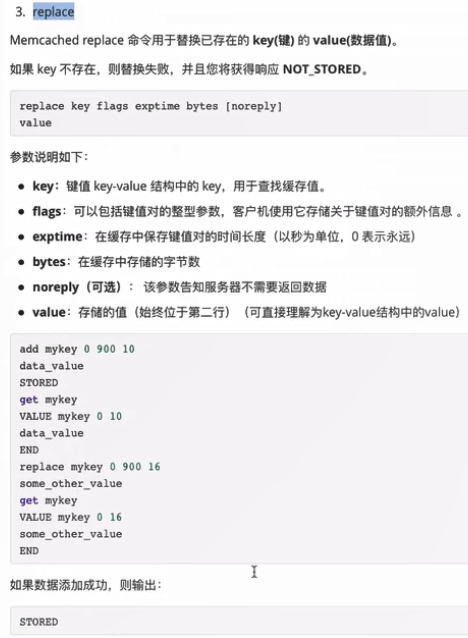 3. replace
Memcached replace 命令用于替换已存在的 key(键) 的 value(数据值)。
如果 key 不存在，则替换失败，并且您将获得响应 NOT_STORED。
replace key flags exptime bytes [noreply]
value
参数说明如下：
• key：键值 key-value 结构中的 key，用于查找缓存值。
• flags：可以包括键值对的整型参数，客户机使用它存储关于键值对的额外信息 。
• exptime：在缓存中保存键值对的时间长度（以秒为单位，0 表示永远）
• bytes：在缓存中存储的字节数
• noreply（可选）： 该参数告知服务器不需要返回数据
• value：存储的值（始终位于第二行）（可直接理解为key-value结构中的value）
add mykey 0 900 10
data_value
STORED
get mykey
VALUE mykey 0 10
data_value
END
replace mykey 0 900 16
some_other_value
get mykey
VALUE mykey 0 16
some_other_value
END
如果数据添加成功，则输出：
STORED